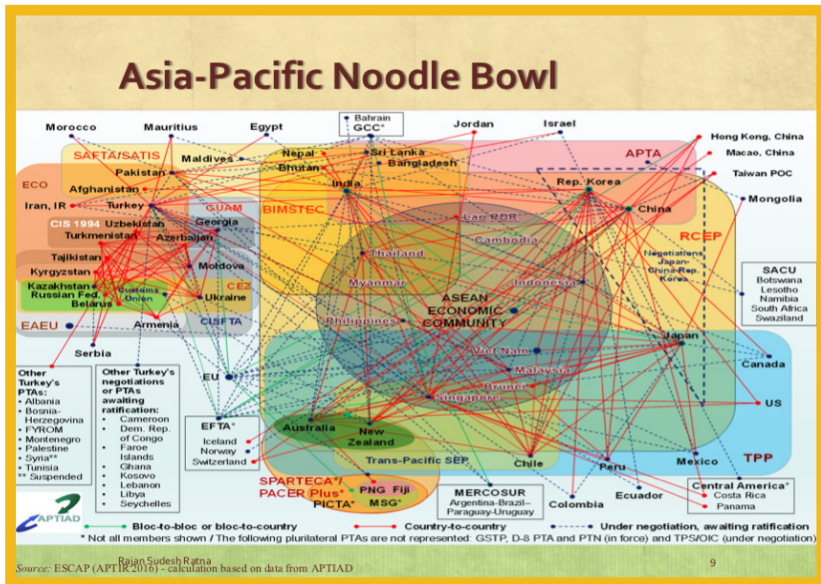 Asia-Pacific Noodle Bowl
Morocco
Mauritius
Egypt
Bahrain
GCC*
Jordan
Israel
Hong Kong, China
Macao, China
Taiwan POC
Mongolia
SAFTA/SATIS
Maldives
Nepal
Bhutan
Sri Lanka
Bangladesh
APTA
ECO
Pakistan
Afghanistan
India
Rep. Korea
China
Iran, IR
Turkey
GUAM
BIMSTEC
Lao PDR
CIS 1994
Uzbekistan
Georgia
Turkmenistan
Azerbaijan
Cambodia
RCEP
Tajikistan
Moldova
Thailand
Negotiations
Japan-
China-Rep.
Korea
Kyrgyzstan
Myanmar
Indonesia
SACU
Botswana
Lesotho
Namibia
South Africa
Swaziland
Kazakhstan
Customs
Union
CEZ
Russian Fed.
Ukraine
Belarus
ASEAN
ECONOMIC
COMMUNITY
EAEU
Armenia
CISFTA
Philippines
Japan
Serbia
Viet Nam
Canada
EU
Malaysia
Brunei
Singapore
US
Other
Turkey's
PTAs:
• Albania
• Bosnia-
Herzegovina
• FYROM
• Montenegro
• Palestine
• Syria**
• Tunisia
** Suspended
Other Turkey's
negotiations
or PTAs
awaiting
ratification:
• Cameroon
• Dem. Rep.
of Congo
• Faroe
Islands
• Ghana
• Kosovo
• Lebanon
• Libya
• Seychelles
EFTA*
Iceland
Norway
Switzerland
Australia
New
Zealand
Trans-Pacific SEP
Chile
Peru
Mexico
TPP
SPARTECA*/
PACER Plus*
PICTA*
PNG Fiji
MSG*
MERCOSUR
Argentina-Brazil–
Paraguay-Uruguay
Colombia
Ecuador
Central America*
Costa Rica
Panama
APTIAD
Bloc-to-bloc or bloc-to-country
Country-to-country
Under negotiation, awaiting ratification
* Not all members shown / The following plurilateral PTAs are not represented: GSTP, D-8 PTA and PTN (in force) and TPS/OIC (under negotiation)
Rajan Sudesh Ratna
9
Source: ESCAP (APTIR 2016) - calculation based on data from APTIAD